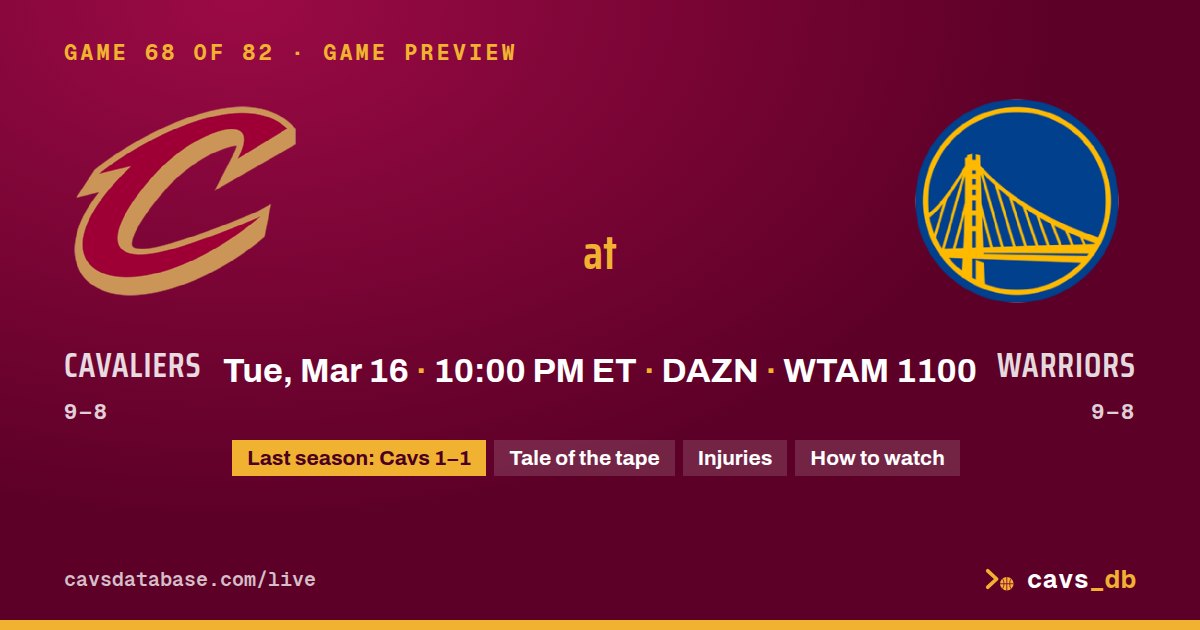 GAME 68 OF 82 · GAME PREVIEW
at
CAVALIERS Tue, Mar 16 · 10:00 PM ET · DAZN · WTAM 1100 WARRIORS
9–8 9–8
Last season: Cavs 1–1 Tale of the tape Injuries How to watch
cavsdatabase.com/live cavs_db